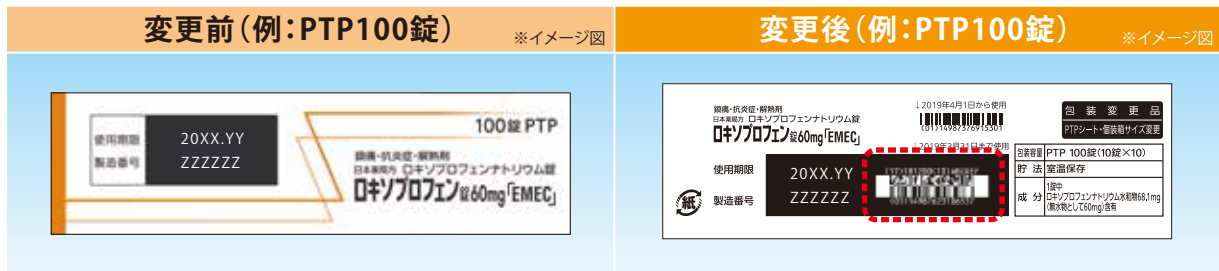 変更前（例：PTP100錠）
※イメージ図
変更後（例：PTP100錠）
※イメージ図
使用期限
20XX.YY
製造番号
ZZZZZZ
100錠 PTP
鎮痛・抗炎症・解熱剤
日本薬局方 ロキソプロフェンナトリウム錠
ロキソプロフェン錠60mg「EMEC」
鎮痛・抗炎症・解熱剤
日本薬局方 ロキソプロフェンナトリウム錠
ロキソプロフェン錠60mg「EMEC」
↓2019年4月1日から使用
(01)14987376915301
↓2019年3月31日まで使用
包装変更品
PTPシート・個装箱サイズ変更
使用期限
20XX.YY
製造番号
ZZZZZZ
紙
包装容量 PTP 100錠(10錠×10)
貯法 室温保存
成分
1錠中
ロキソプロフェンナトリウム水和物68.1mg
(無水物として60mg)含有